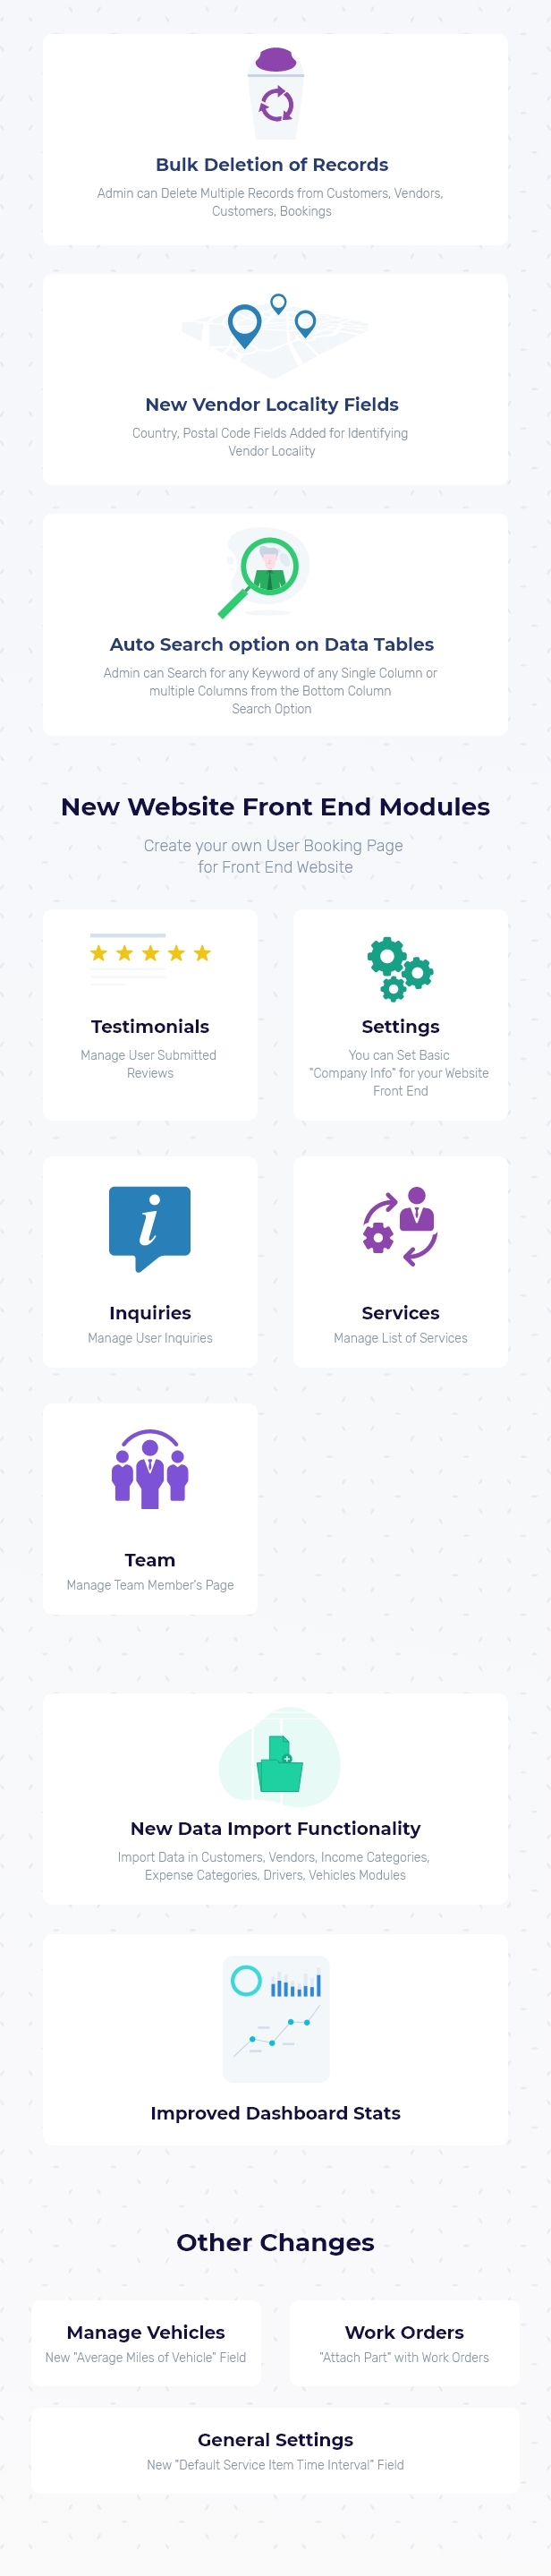 Bulk Deletion of Records
Admin can Delete Multiple Records from Customers, Vendors,
Customers, Bookings
New Vendor Locality Fields
Country, Postal Code Fields Added for Identifying
Vendor Locality
Auto Search option on Data Tables
Admin can Search for any Keyword of any Single Column or
multiple Columns from the Bottom Column
Search Option
New Website Front End Modules
Create your own User Booking Page
for Front End Website
Testimonials
Manage User Submitted
Reviews
Settings
You can Set Basic
"Company Info" for your Website
Front End
Inquiries
Manage User Inquiries
Services
Manage List of Services
Team
Manage Team Member's Page
New Data Import Functionality
Import Data in Customers, Vendors, Income Categories,
Expense Categories, Drivers, Vehicles Modules
Improved Dashboard Stats
Other Changes
Manage Vehicles
New "Average Miles of Vehicle" Field
Work Orders
"Attach Part" with Work Orders
General Settings
New "Default Service Item Time Interval" Field